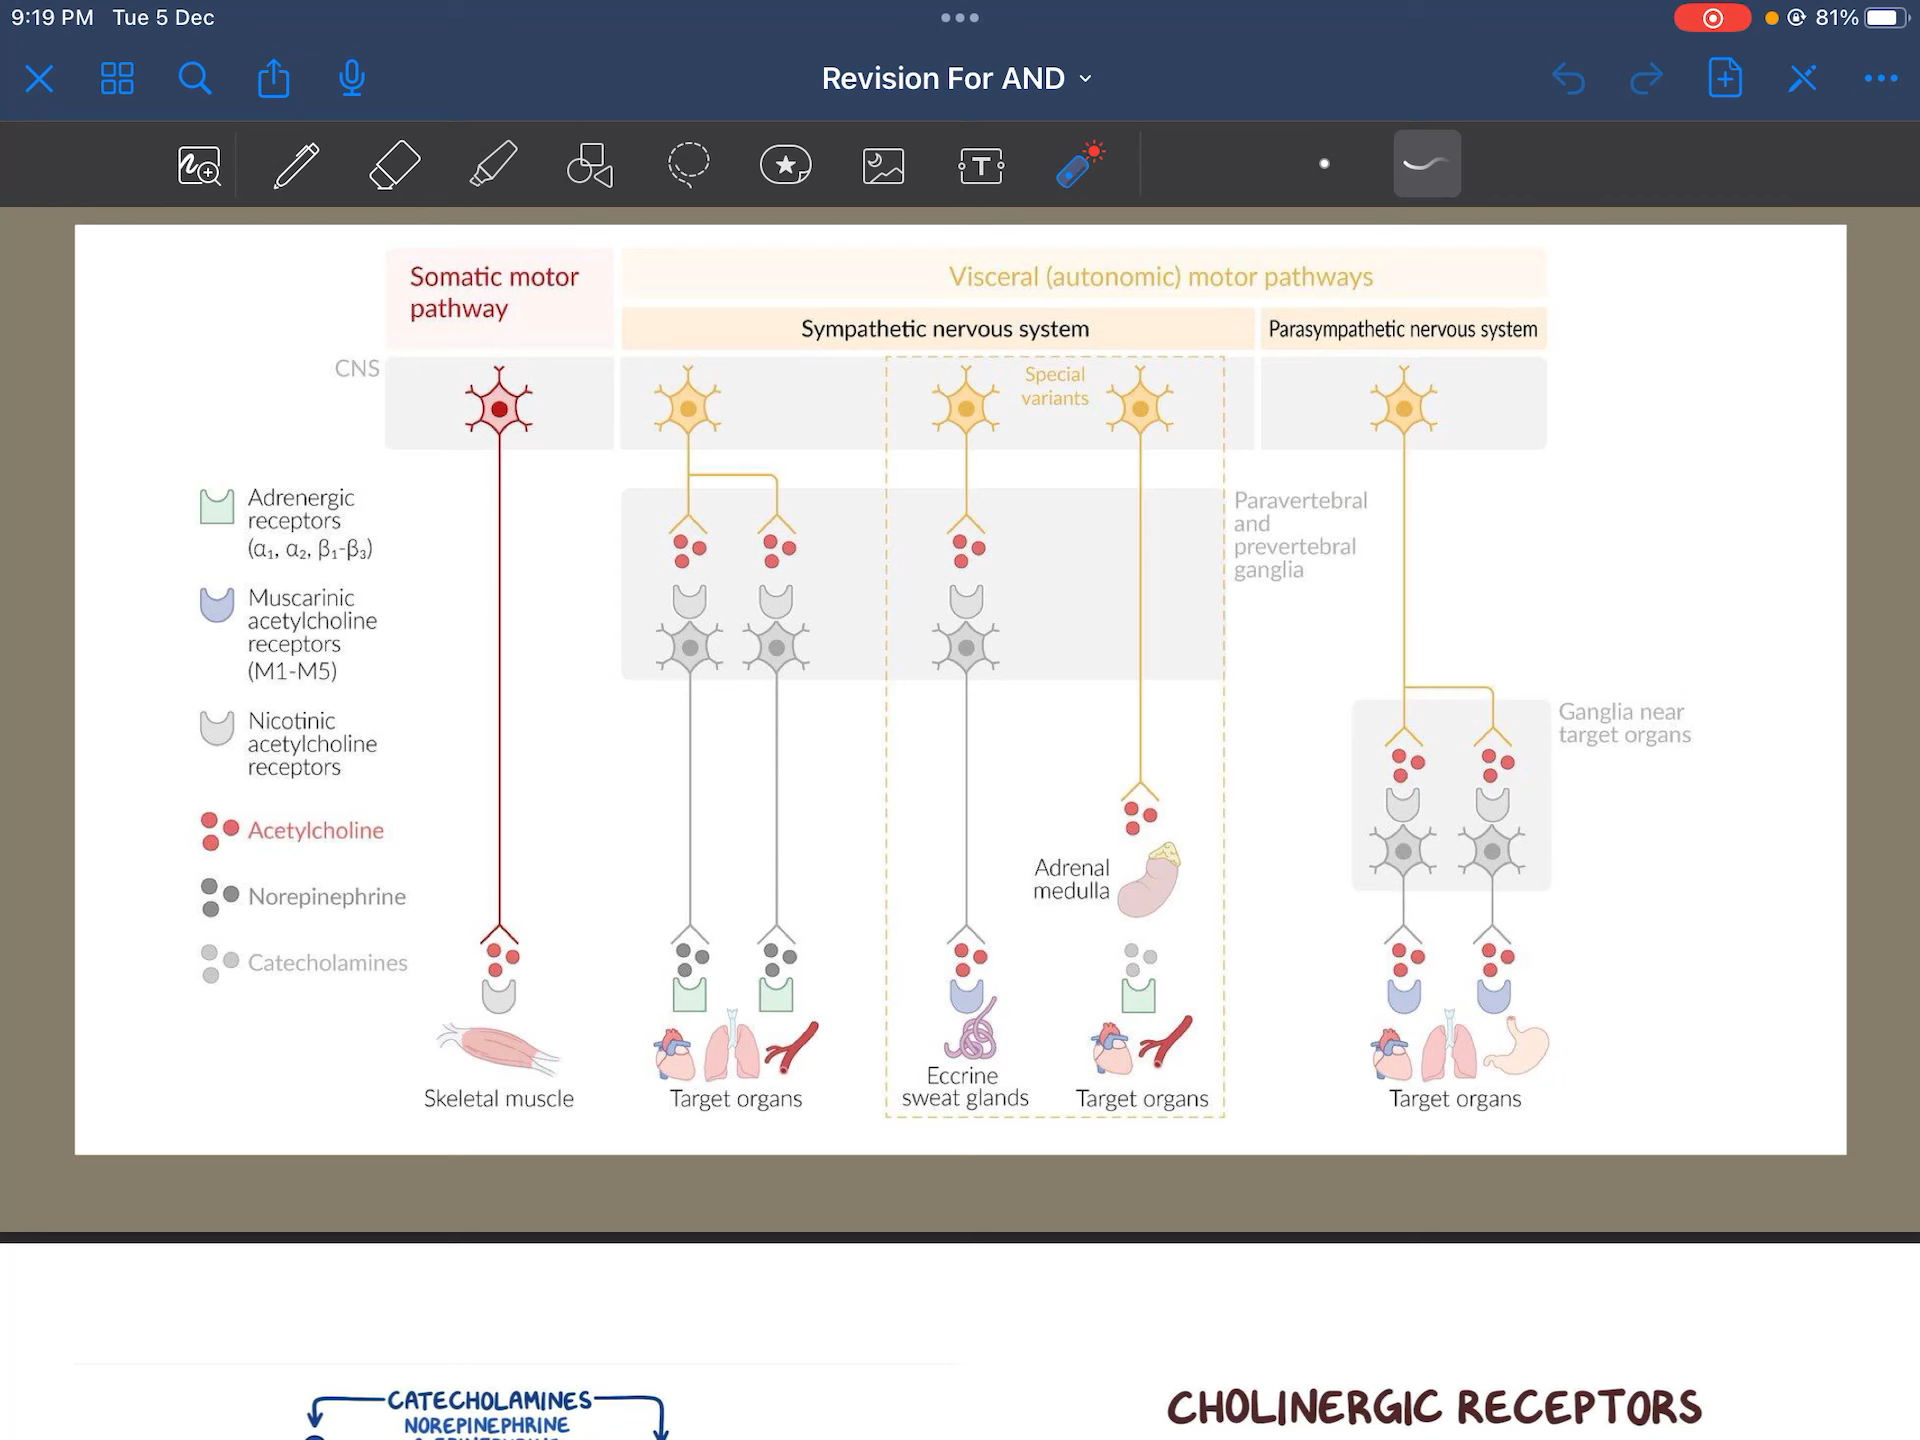 9:19 PM Tue 5 Dec
81%
Revision For AND
T
Somatic motor
pathway
Visceral (autonomic) motor pathways
Sympathetic nervous system
Parasympathetic nervous system
CNS
Special
variants
Adrenergic
receptors
(α₁, α₂, β₁-β₃)
Muscarinic
acetylcholine
receptors
(M1-M5)
Nicotinic
acetylcholine
receptors
Acetylcholine
Norepinephrine
Catecholamines
Paravertebral
and
prevertebral
ganglia
Ganglia near
target organs
Adrenal
medulla
Skeletal muscle
Target organs
Eccrine
sweat glands
Target organs
Target organs
CATECHOLAMINES
NOREPINEPHRINE
CHOLINERGIC RECEPTORS